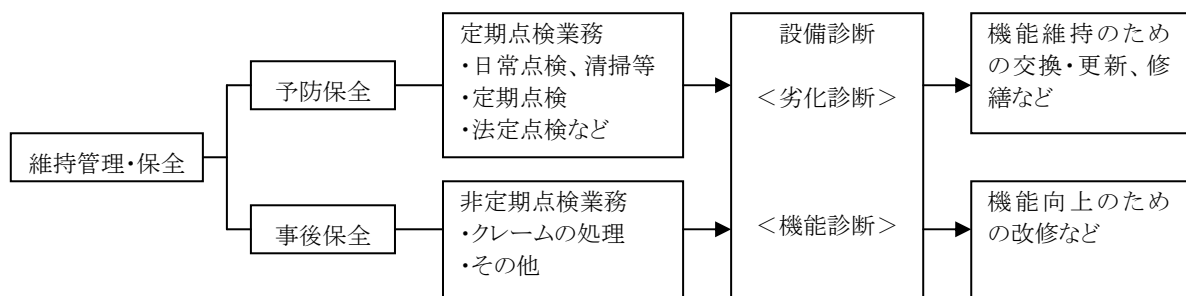 維持管理・保全
予防保全
事後保全
定期点検業務
・日常点検、清掃等
・定期点検
・法定点検など
非定期点検業務
・クレームの処理
・その他
設備診断
＜劣化診断＞
＜機能診断＞
機能維持のため
の交換・更新、修
繕など
機能向上のため
の改修など